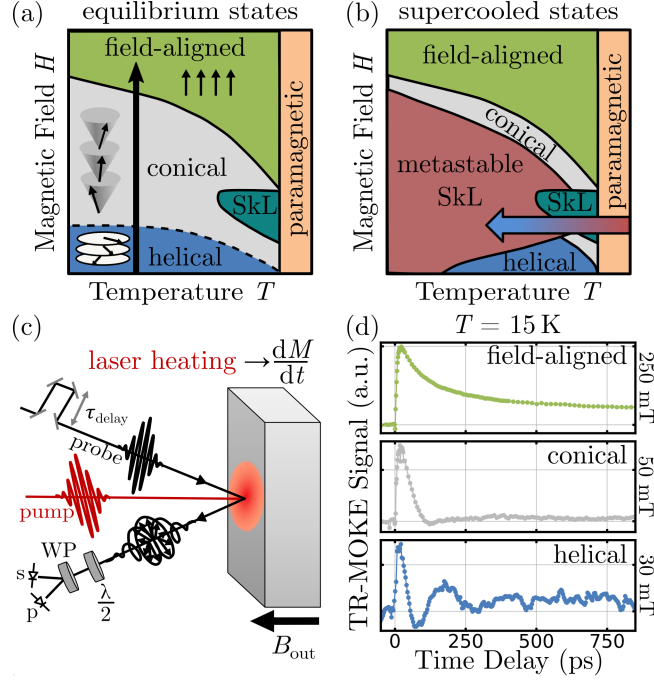 (a) equilibrium states
Magnetic Field H
field-aligned
conical
SkL
helical
paramagnetic
Temperature T
(b) supercooled states
Magnetic Field H
field-aligned
conical
metastable
SkL
SkL
helical
paramagnetic
Temperature T
(c)
laser heating → dM/dt
τdelay
probe
pump
WP
s
p
λ/2
Bout
(d) T = 15 K
TR-MOKE Signal (a.u.)
field-aligned
250 mT
conical
50 mT
helical
30 mT
0 250 500 750
Time Delay (ps)